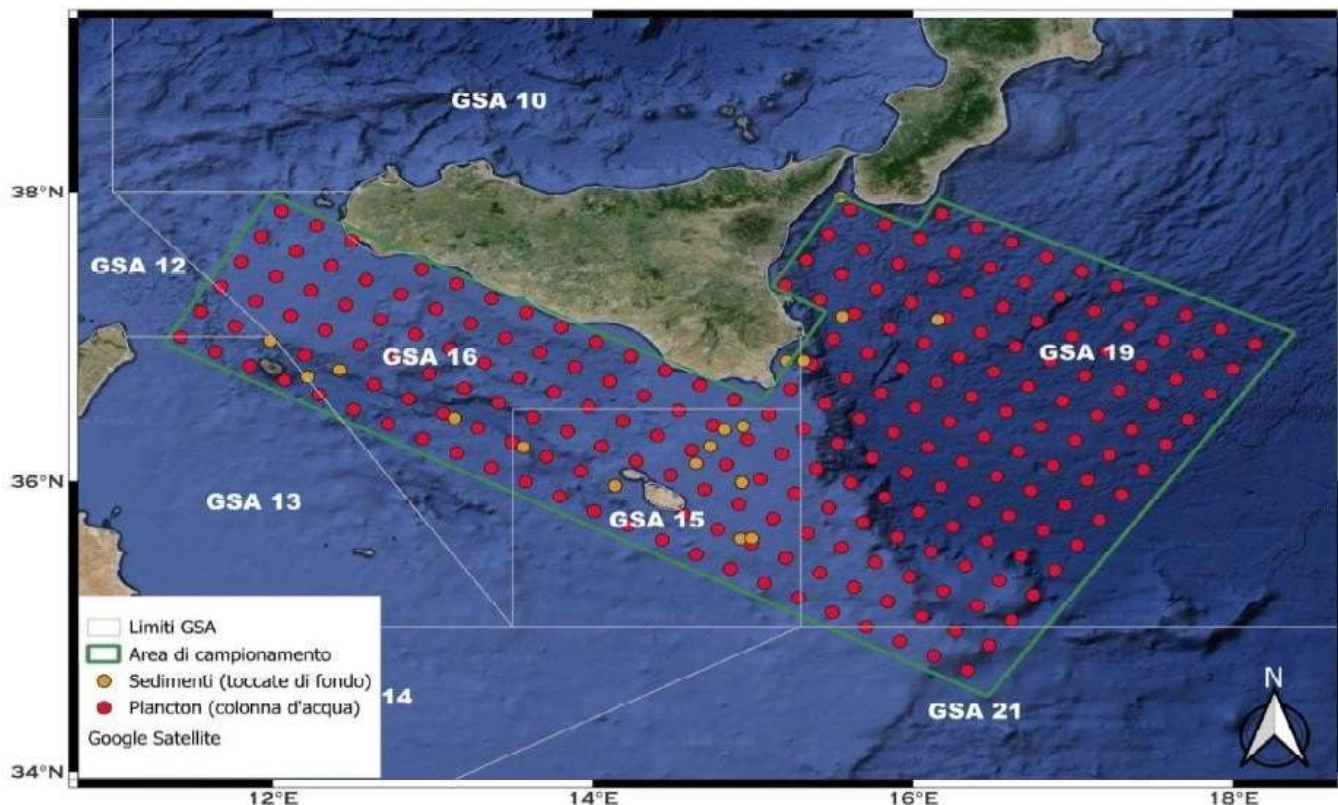 GSA 10
38°N
GSA 12
GSA 16
GSA 19
36°N
GSA 13
GSA 15
Limiti GSA
Area di campionamento
Sedimenti (toccate di fondo)
Plancton (colonna d'acqua)
Google Satellite
14
GSA 21
N
34°N
12°E
14°E
16°E
18°E